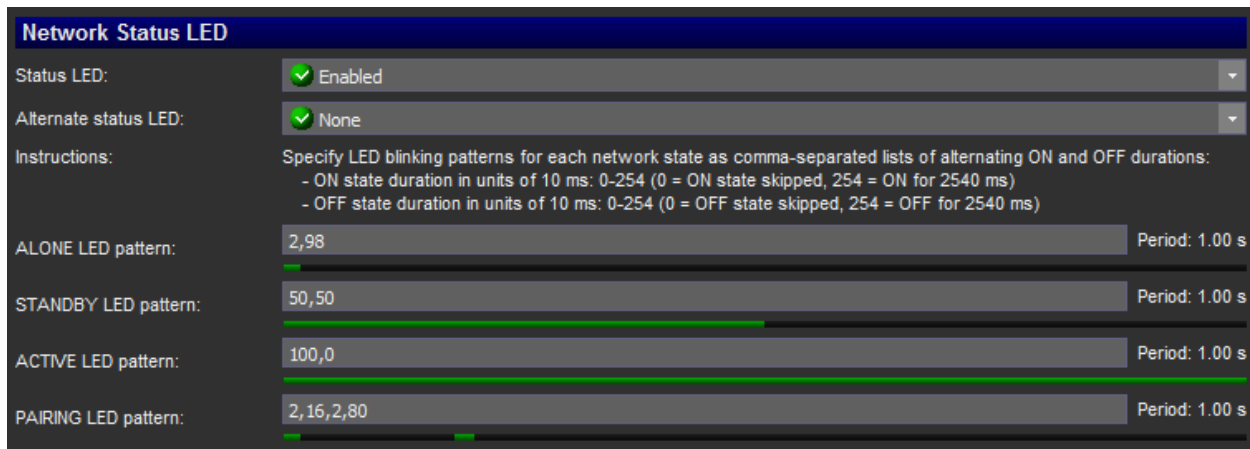 Network Status LED
Status LED: Enabled
Alternate status LED: None
Instructions: Specify LED blinking patterns for each network state as comma-separated lists of alternating ON and OFF durations:
- ON state duration in units of 10 ms: 0-254 (0 = ON state skipped, 254 = ON for 2540 ms)
- OFF state duration in units of 10 ms: 0-254 (0 = OFF state skipped, 254 = OFF for 2540 ms)
ALONE LED pattern: 2,98 Period: 1.00 s
STANDBY LED pattern: 50,50 Period: 1.00 s
ACTIVE LED pattern: 100,0 Period: 1.00 s
PAIRING LED pattern: 2,16,2,80 Period: 1.00 s